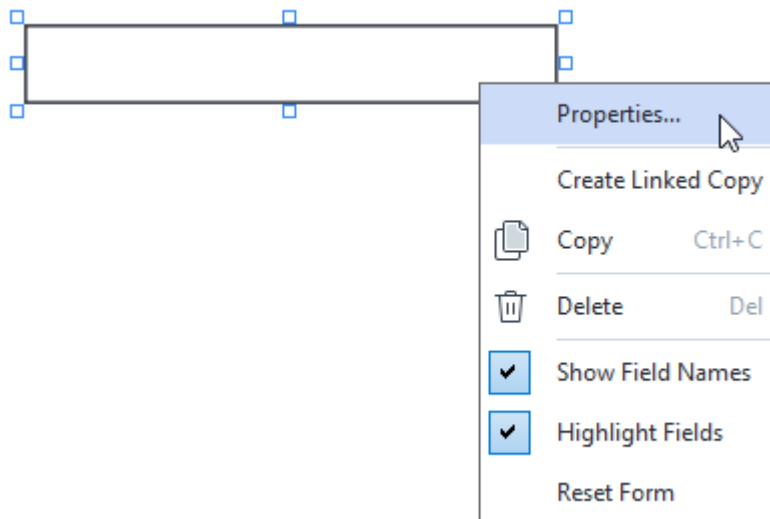 Properties...
Create Linked Copy
Copy Ctrl+C
Delete Del
Show Field Names
Highlight Fields
Reset Form